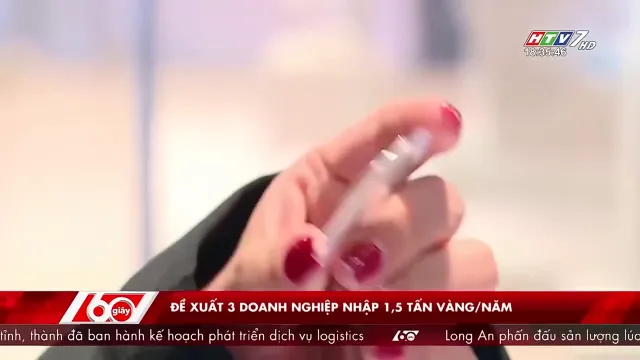 HTV7 HD
18:35:46
60 giây
ĐỀ XUẤT 3 DOANH NGHIỆP NHẬP 1,5 TẤN VÀNG/NĂM
tỉnh, thành đã ban hành kế hoạch phát triển dịch vụ logistics 60 Long An phấn đấu sản lượng lúa